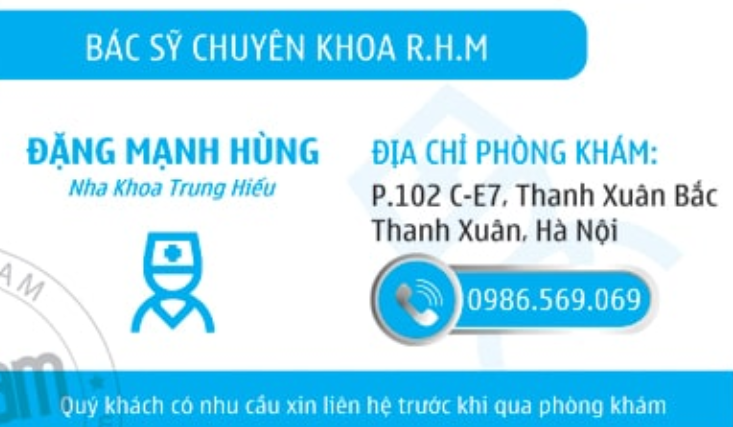 BÁC SỸ CHUYÊN KHOA R.H.M
ĐẶNG MẠNH HÙNG
Nha Khoa Trung Hiếu
ĐỊA CHỈ PHÒNG KHÁM:
P.102 C-E7, Thanh Xuân Bắc
Thanh Xuân, Hà Nội
0986.569.069
Quý khách có nhu cầu xin liên hệ trước khi qua phòng khám